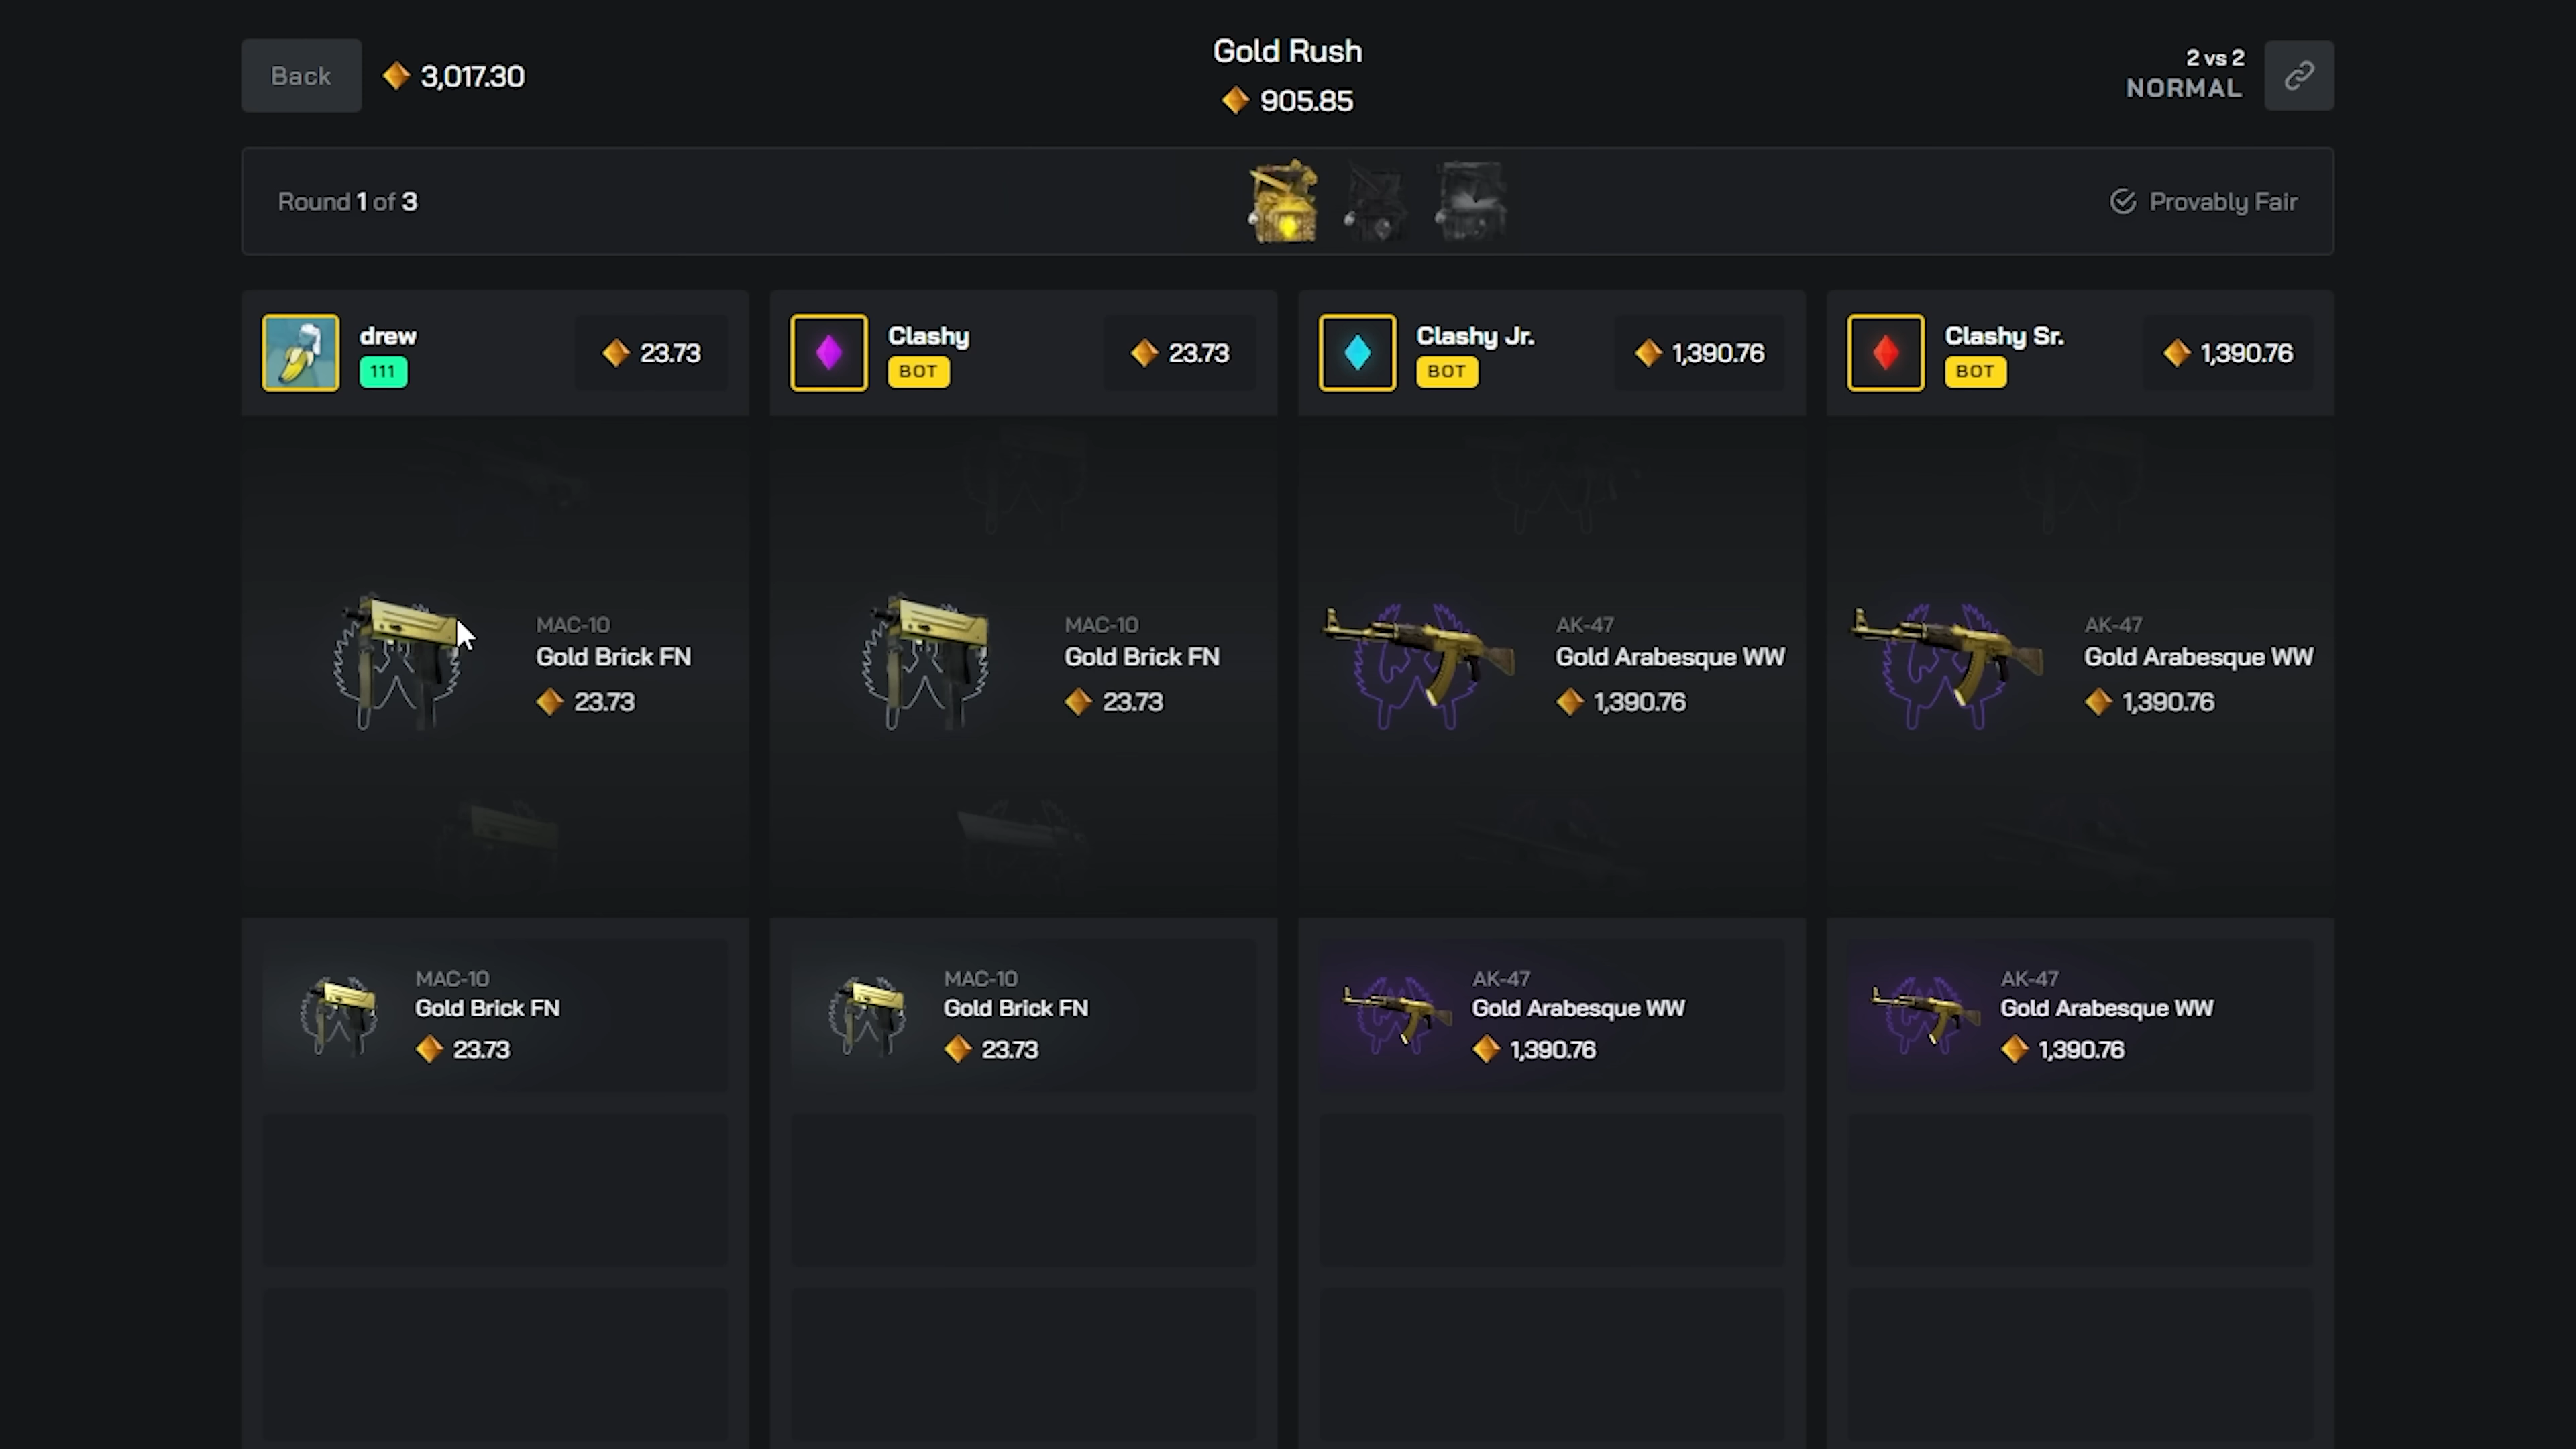 Back
3,017.30
Gold Rush
905.85
2 vs 2
NORMAL
Round 1 of 3
Provably Fair
drew
111
23.73
Clashy
BOT
23.73
Clashy Jr.
BOT
1,390.76
Clashy Sr.
BOT
1,390.76
MAC-10
Gold Brick FN
23.73
MAC-10
Gold Brick FN
23.73
AK-47
Gold Arabesque WW
1,390.76
AK-47
Gold Arabesque WW
1,390.76
MAC-10
Gold Brick FN
23.73
MAC-10
Gold Brick FN
23.73
AK-47
Gold Arabesque WW
1,390.76
AK-47
Gold Arabesque WW
1,390.76